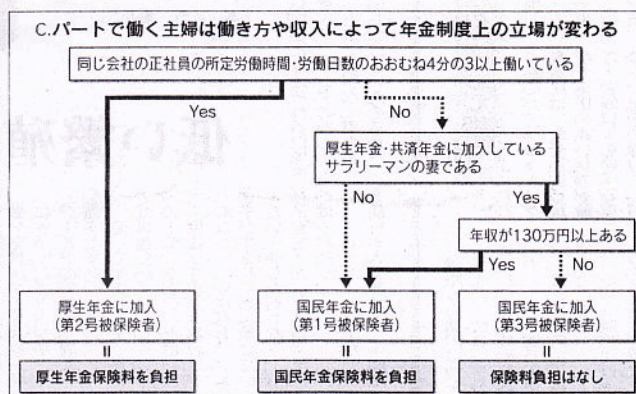 C.パートで働く主婦は働き方や収入によって年金制度上の立場が変わる
同じ会社の正社員の所定労働時間・労働日数のおおむね4分の3以上働いている
Yes
No
厚生年金・共済年金に加入している
サラリーマンの妻である
No
Yes
年収が130万円以上ある
Yes
No
厚生年金に加入
(第2号被保険者)
国民年金に加入
(第1号被保険者)
国民年金に加入
(第3号被保険者)
=
=
=
厚生年金保険料を負担
国民年金保険料を負担
保険料負担はなし